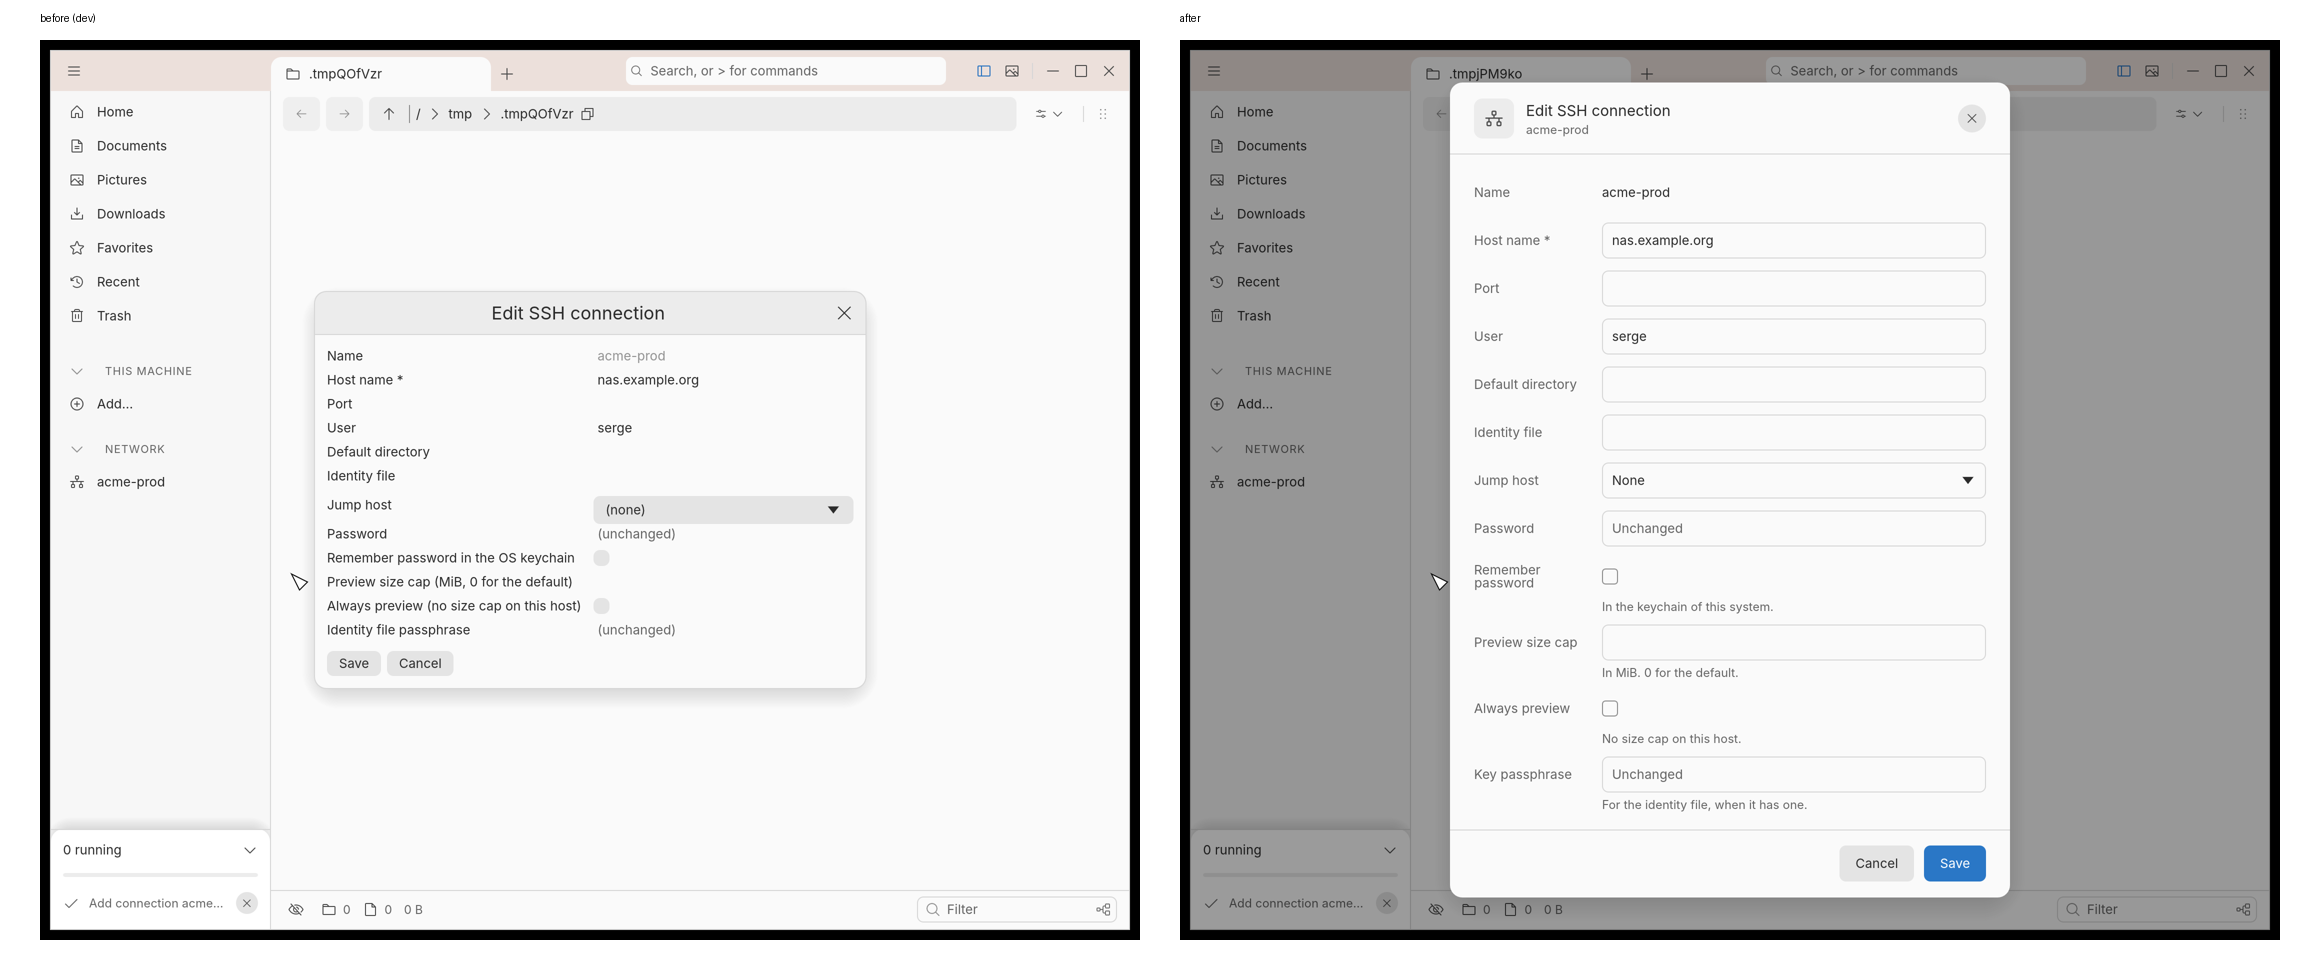 before (dev)
.tmpQOfVzr
Search, or > for commands
/ > tmp > .tmpQOfVzr
Home
Documents
Pictures
Downloads
Favorites
Recent
Trash
THIS MACHINE
Add...
NETWORK
acme-prod
Edit SSH connection
Name acme-prod
Host name * nas.example.org
Port
User serge
Default directory
Identity file
Jump host (none)
Password (unchanged)
Remember password in the OS keychain
Preview size cap (MiB, 0 for the default)
Always preview (no size cap on this host)
Identity file passphrase (unchanged)
Save Cancel
0 running
Add connection acme...
0 0 0 B
Filter
after
.tmpjPM9ko
Search, or > for commands
Home
Documents
Pictures
Downloads
Favorites
Recent
Trash
THIS MACHINE
Add...
NETWORK
acme-prod
Edit SSH connection
acme-prod
Name acme-prod
Host name * nas.example.org
Port
User serge
Default directory
Identity file
Jump host None
Password Unchanged
Remember
password
In the keychain of this system.
Preview size cap
In MiB. 0 for the default.
Always preview
No size cap on this host.
Key passphrase Unchanged
For the identity file, when it has one.
Cancel Save
0 running
Add connection acme...
0 0 0 B
Filter